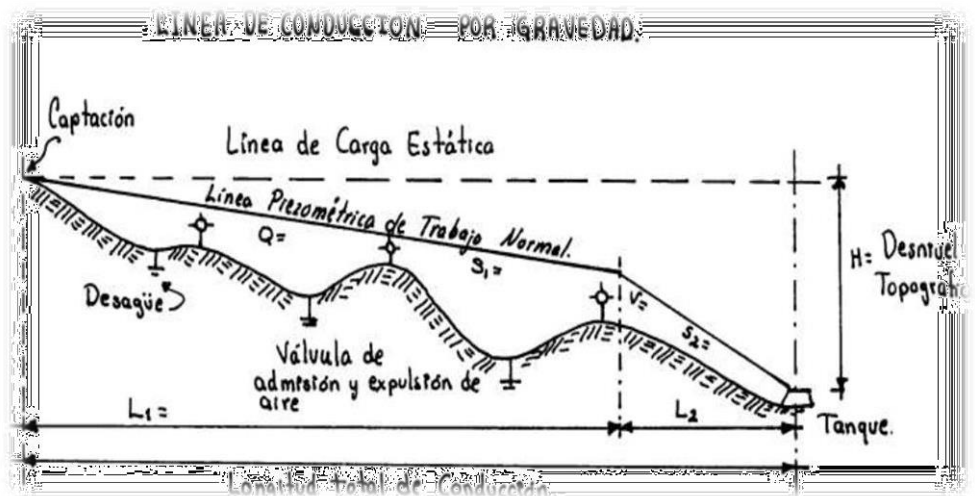 LINEA DE CONDUCCION POR GRAVEDAD.
Captación
Línea de Carga Estática
Línea Piezométrica de Trabajo Normal.
Q=
S₁=
H= Desnivel
V=
S₂=
Desagüe
Válvula de
admisión y expulsión de
aire
L₁=
L₂
Tanque.
Longitud Total de Conducción